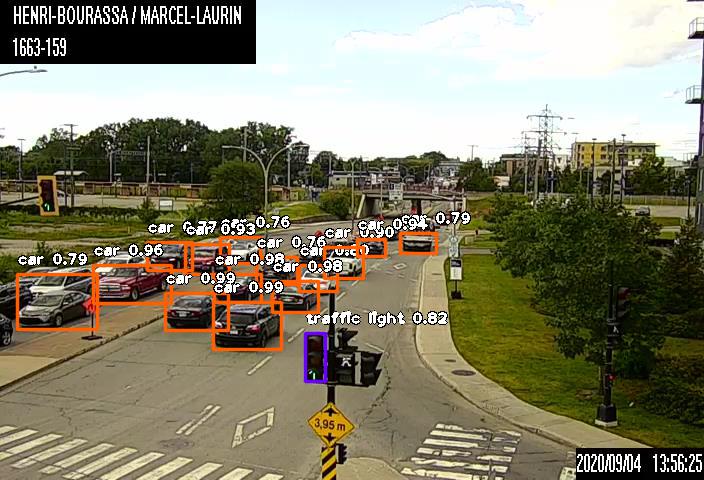 HENRI-BOURASSA / MARCEL-LAURIN
1663-159
car 0.76
car 0.93
car 0.79
car 0.90
car 0.96
car 0.76
car 0.79
car 0.98
car 0.98
car 0.99
car 0.99
traffic light 0.82
3,95 m
2020/09/04 13:56:25